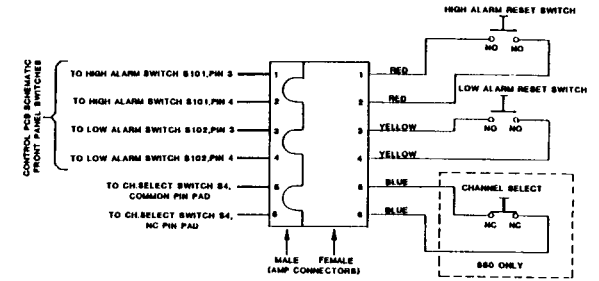 HIGH ALARM RESET SWITCH
NO NO
CONTROL PCB SCHEMATIC
FRONT PANEL SWITCHES
TO HIGH ALARM SWITCH S101, PIN 3
1
1
RED
TO HIGH ALARM SWITCH S101, PIN 4
2
2
RED
LOW ALARM RESET SWITCH
NO NO
TO LOW ALARM SWITCH S102, PIN 3
3
3
YELLOW
TO LOW ALARM SWITCH S102, PIN 4
4
4
YELLOW
TO CH.SELECT SWITCH S4,
COMMON PIN PAD
5
5
BLUE
CHANNEL SELECT
NC NC
TO CH.SELECT SWITCH S4,
NC PIN PAD
6
6
BLUE
MALE FEMALE
(AMP CONNECTORS)
ONLY